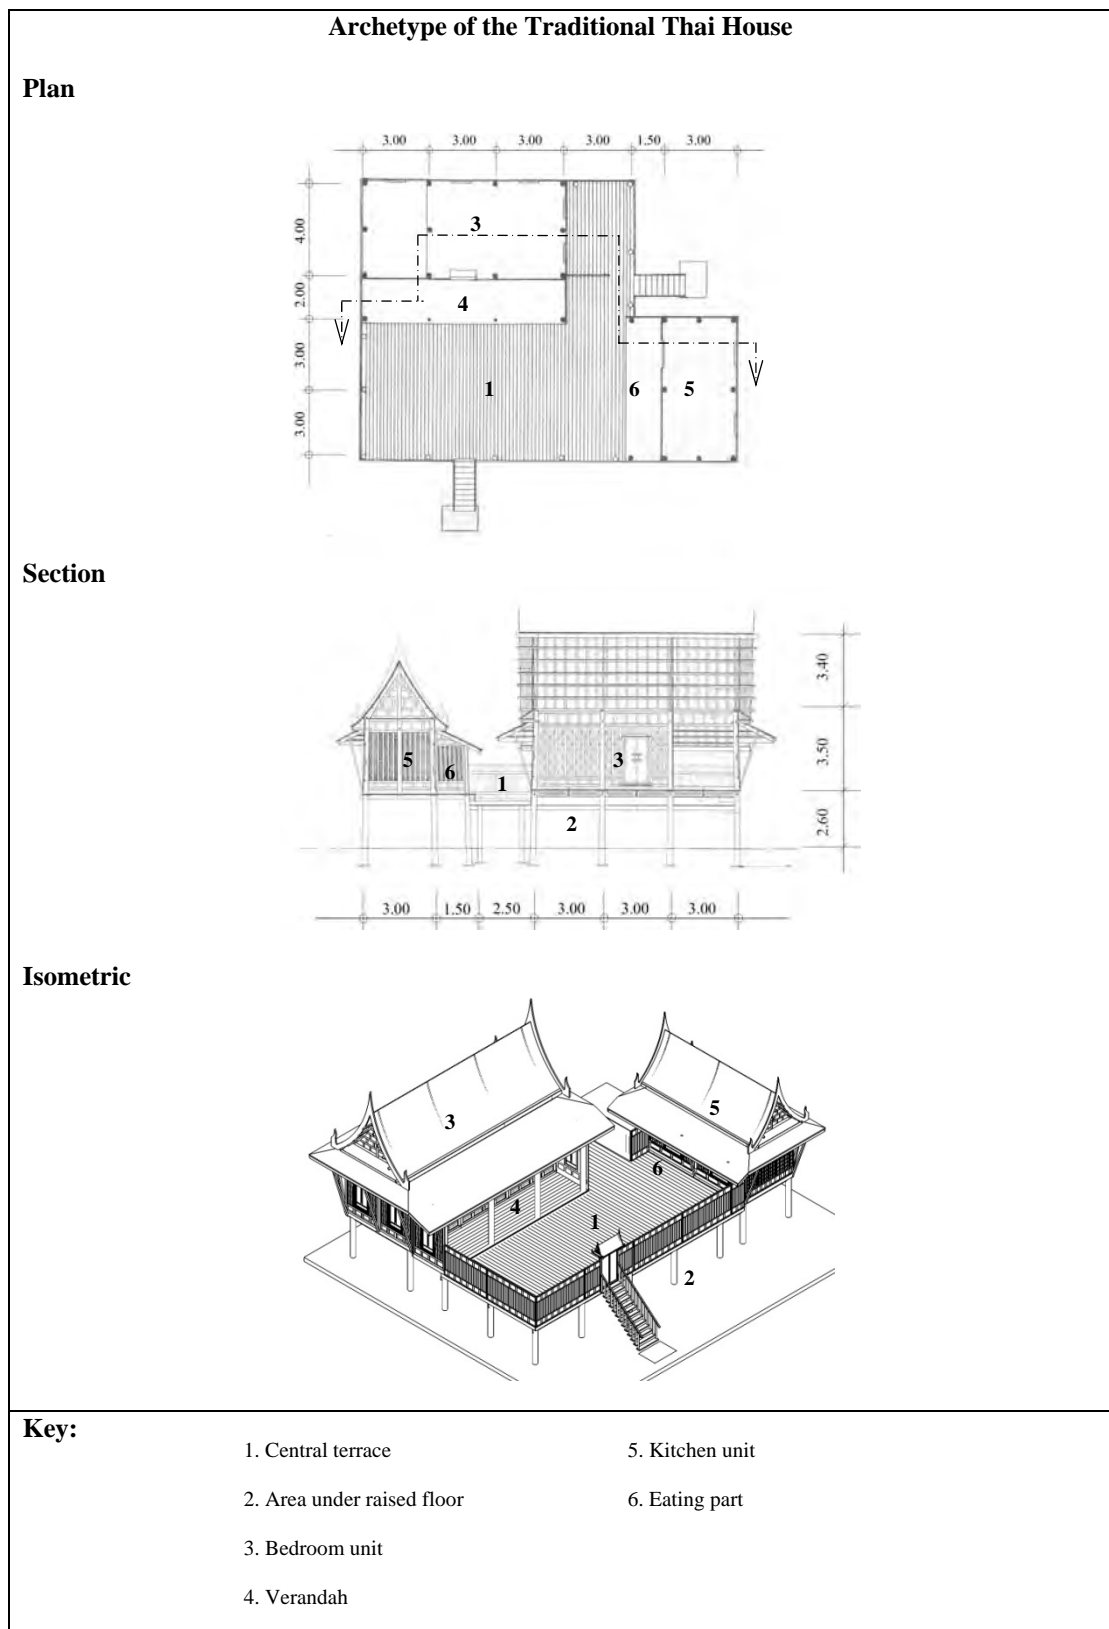 Archetype of the Traditional Thai House
Plan
3.00 3.00 3.00 3.00 1.50 3.00
4.00
2.00
3.00
3.00
3
4
1
6 5
Section
5
6
1
3
2
3.40
3.50
2.60
3.00 1.50 2.50 3.00 3.00 3.00
Isometric
3
5
6
4
1
2
Key:
1. Central terrace
2. Area under raised floor
3. Bedroom unit
4. Verandah
5. Kitchen unit
6. Eating part